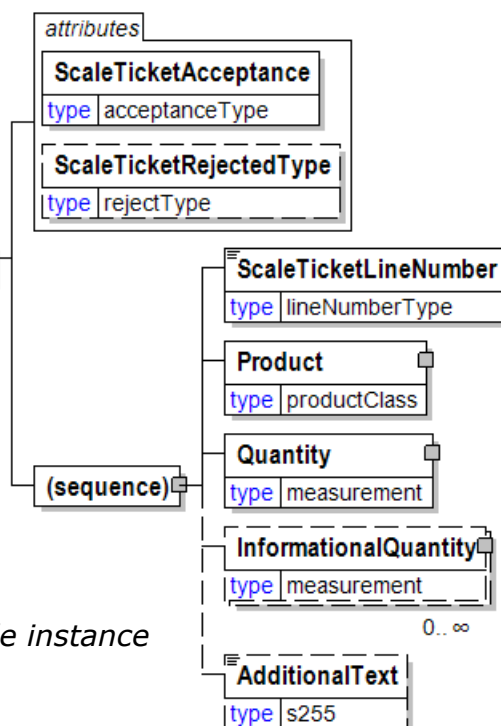 attributes
ScaleTicketAcceptance
type acceptanceType
ScaleTicketRejectedType
type rejectType
ScaleTicketLineNumber
type lineNumberType
Product
type productClass
Quantity
type measurement
(sequence)
InformationalQuantity
type measurement
0.. ∞
e instance
AdditionalText
type s255